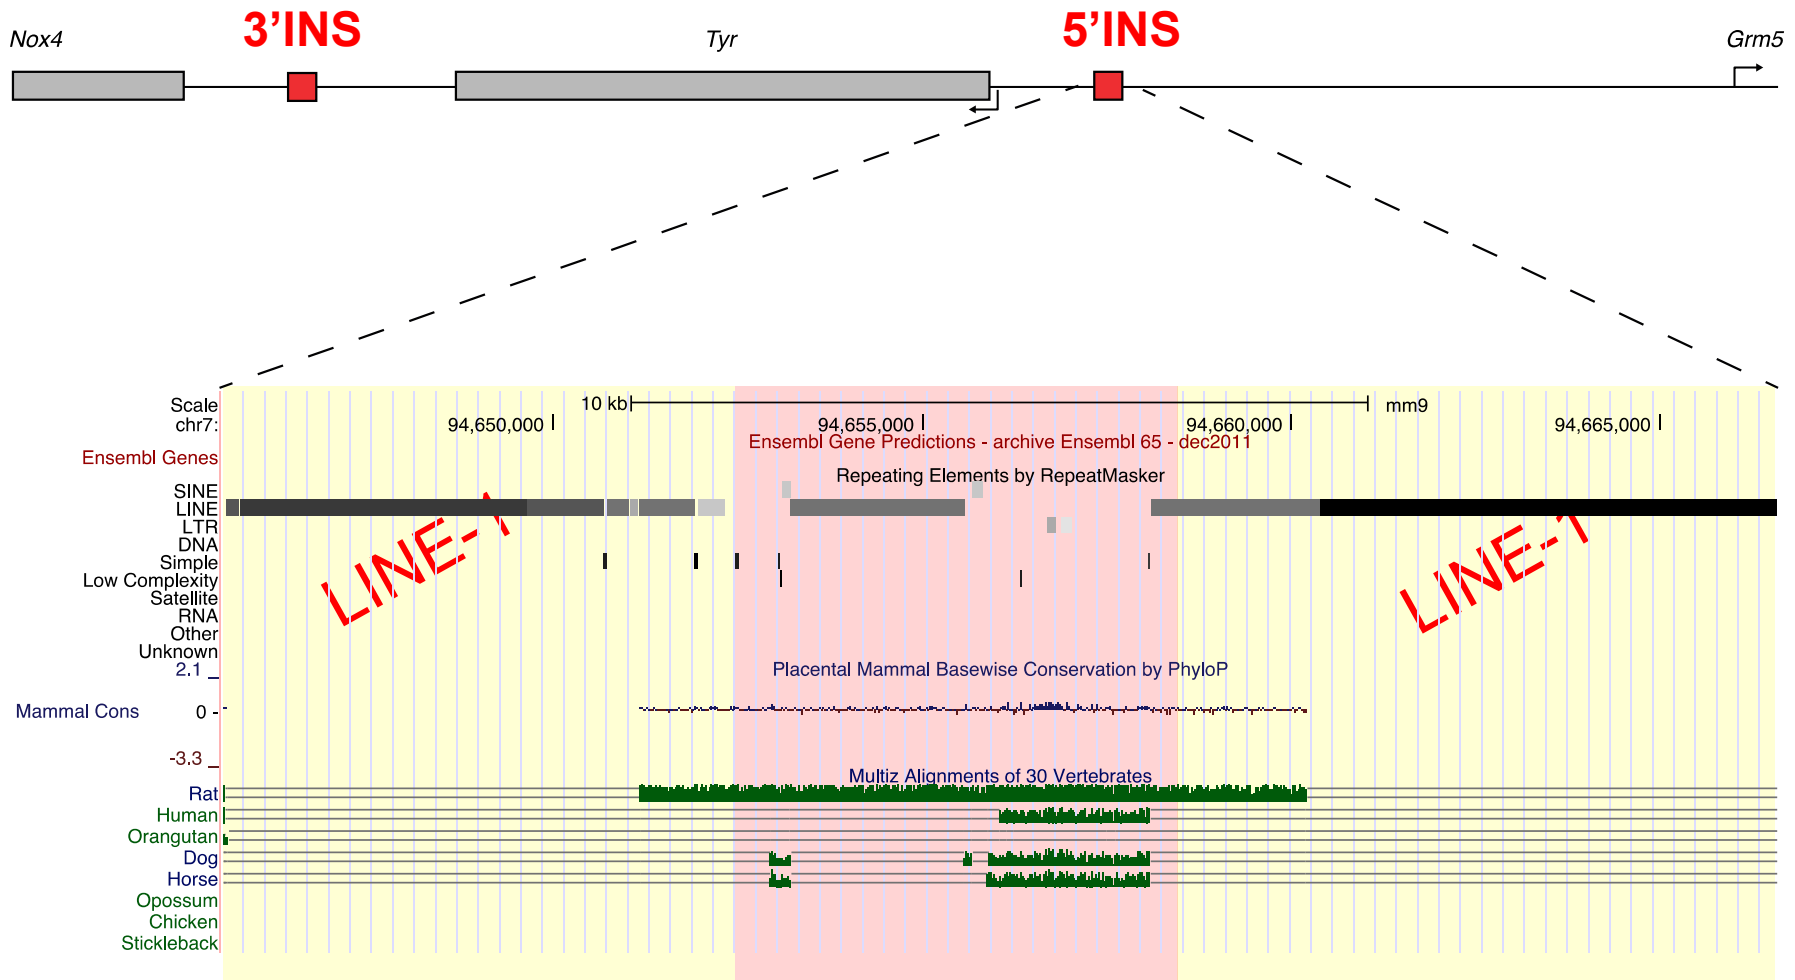 Nox4
3’INS
Tyr
5’INS
Grm5
Scale
10 kb
mm9
chr7:
94,650,000
94,655,000
94,660,000
94,665,000
Ensembl Gene Predictions - archive Ensembl 65 - dec2011
Ensembl Genes
Repeating Elements by RepeatMasker
SINE
LINE
LTR
DNA
Simple
Low Complexity
Satellite
RNA
Other
Unknown
LINE-1
LINE-1
2.1
Placental Mammal Basewise Conservation by PhyloP
Mammal Cons
0 -
-3.3
Multiz Alignments of 30 Vertebrates
Rat
Human
Orangutan
Dog
Horse
Opossum
Chicken
Stickleback